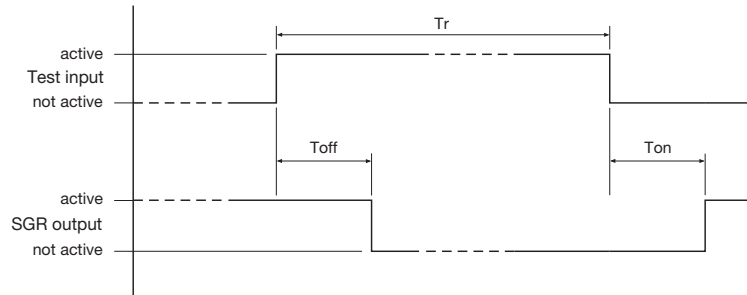 Tr
active
Test input
not active
Toff
Ton
active
SGR output
not active